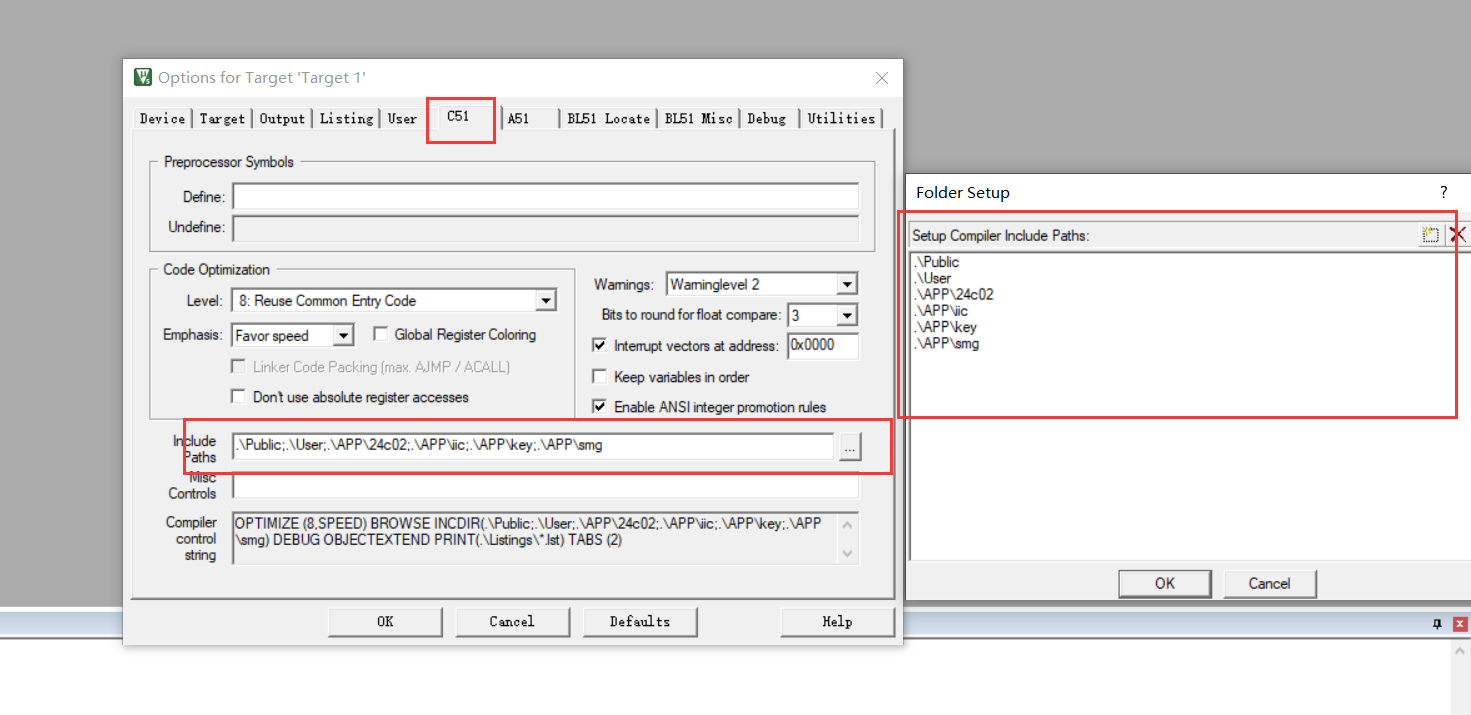 Options for Target 'Target 1'
Device Target Output Listing User C51 A51 BL51 Locate BL51 Misc Debug Utilities
Preprocessor Symbols
Define:
Undefine:
Code Optimization
Level: 8: Reuse Common Entry Code
Emphasis: Favor speed Global Register Coloring
Linker Code Packing (max. AJMP / ACALL)
Don't use absolute register accesses
Warnings: Warninglevel 2
Bits to round for float compare: 3
Interrupt vectors at address: 0x0000
Keep variables in order
Enable ANSI integer promotion rules
Include
Paths
.\Public;.\User;.\APP\24c02;.\APP\iic;.\APP\key;.\APP\smg
...
Misc
Controls
Compiler
control
string
OPTIMIZE (8,SPEED) BROWSE INCDIR(.\Public;.\User;.\APP\24c02;.\APP\iic;.\APP\key;.\APP
\smg) DEBUG OBJECTEXTEND PRINT(.\Listings\*.lst) TABS (2)
OK Cancel Defaults Help
Folder Setup ?
Setup Compiler Include Paths:
.\Public
.\User
.\APP\24c02
.\APP\iic
.\APP\key
.\APP\smg
OK Cancel